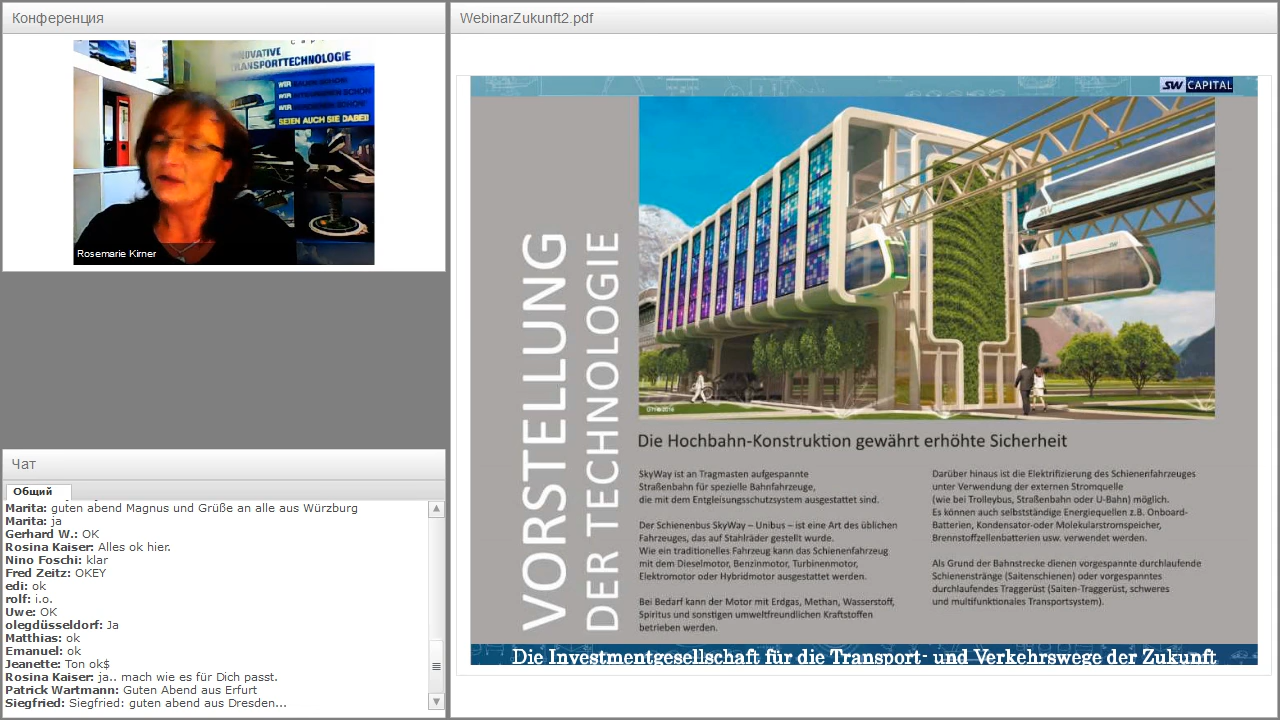 Конференция
NOVATIVE
TRANSPORTTECHNOLOGIE
WIR
WIR
WIR
SEIEN AUCH SIE DABEI!
Rosemarie Kirner
Чат
Общий
Marita: guten abend Magnus und Grüße an alle aus Würzburg
Marita: ja
Gerhard W.: OK
Rosina Kaiser: Alles ok hier.
Nino Foschi: klar
Fred Zeitz: OKEY
edi: ok
rolf: i.o.
Uwe: OK
olegdüsseldorf: Ja
Matthias: ok
Emanuel: ok
Jeanette: Ton ok$
Rosina Kaiser: ja.. mach wie es für Dich passt.
Patrick Wartmann: Guten Abend aus Erfurt
Siegfried: Siegfried: guten abend aus Dresden...
WebinarZukunft2.pdf
SW CAPITAL
VORSTELLUNG
DER TECHNOLOGIE
Die Hochbahn-Konstruktion gewährt erhöhte Sicherheit
SkyWay ist an Tragmasten aufgespannte
Straßenbahn für spezielle Bahnfahrzeuge,
die mit dem Entgleisungsschutzsystem ausgestattet sind.
Der Schienenbus SkyWay – Unibus – ist eine Art des üblichen
Fahrzeuges, das auf Stahlräder gestellt wurde.
Wie ein traditionelles Fahrzeug kann das Schienenfahrzeug
mit dem Dieselmotor, Benzinmotor, Turbinenmotor,
Elektromotor oder Hybridmotor ausgestattet werden.
Bei Bedarf kann der Motor mit Erdgas, Methan, Wasserstoff,
Spiritus und sonstigen umweltfreundlichen Kraftstoffen
betrieben werden.
Darüber hinaus ist die Elektrifizierung des Schienenfahrzeuges
unter Verwendung der externen Stromquelle
(wie bei Trolleybus, Straßenbahn oder U-Bahn) möglich.
Es können auch selbstständige Energiequellen z.B. Onboard-
Batterien, Kondensator-oder Molekularstromspeicher,
Brennstoffzellenbatterien usw. verwendet werden.
Als Grund der Bahnstrecke dienen vorgespannte durchlaufende
Schienenstränge (Saitenschienen) oder vorgespanntes
durchlaufendes Traggerüst (Saiten-Traggerüst, schweres
und multifunktionales Transportsystem).
Die Investmentgesellschaft für die Transport- und Verkehrswege der Zukunft